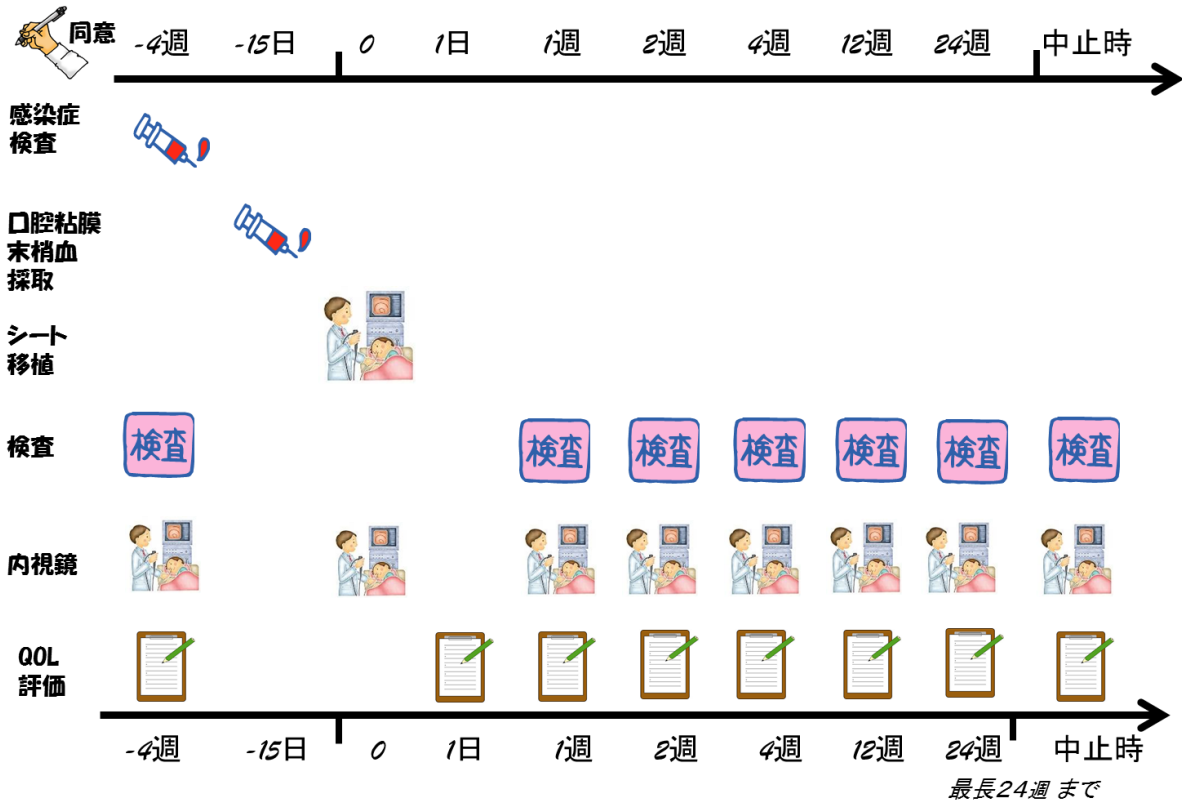 同意 -4週 -15日 0 1日 1週 2週 4週 12週 24週 中止時
感染症
検査
口腔粘膜
末梢血
採取
シート
移植
検査 検査 検査 検査 検査 検査 検査 検査
内視鏡
QOL
評価
-4週 -15日 0 1日 1週 2週 4週 12週 24週 中止時
最長24週 まで